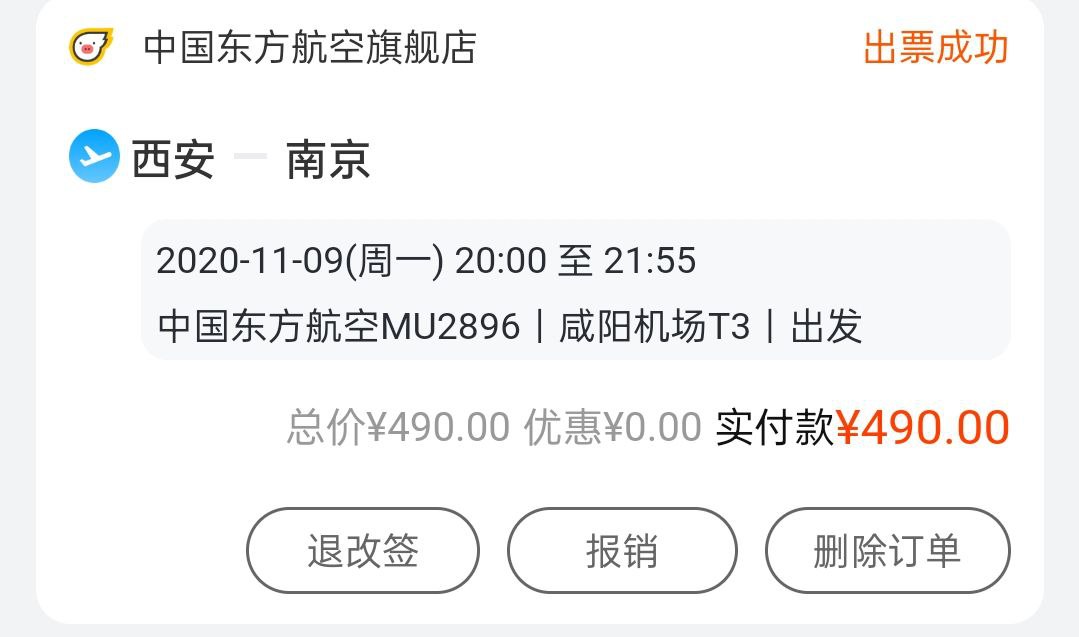 中国东方航空旗舰店 出票成功
西安 — 南京
2020-11-09(周一) 20:00 至 21:55
中国东方航空MU2896丨咸阳机场T3丨出发
总价¥490.00 优惠¥0.00 实付款¥490.00
退改签 报销 删除订单